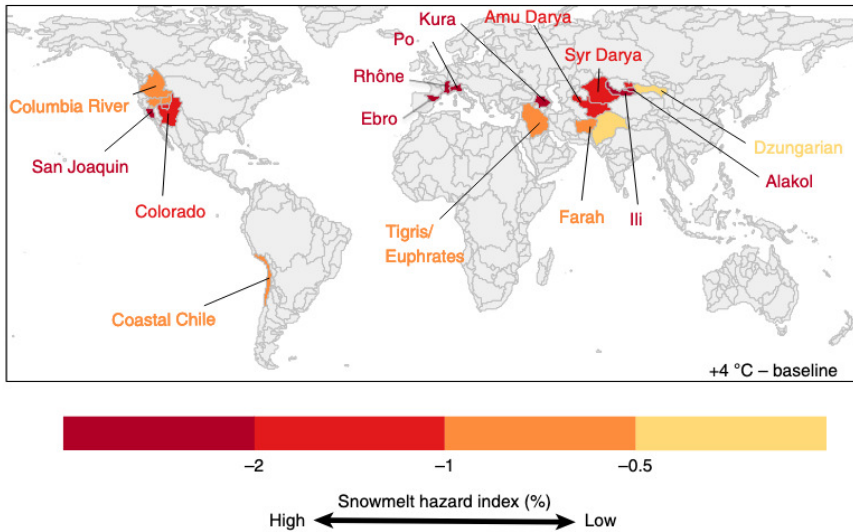 Kura
Amu Darya
Po
Syr Darya
Rhône
Columbia River
Ebro
Dzungarian
San Joaquin
Alakol
Colorado
Farah
Ili
Tigris/
Euphrates
Coastal Chile
+4 °C – baseline
–2
–1
–0.5
Snowmelt hazard index (%)
High
Low